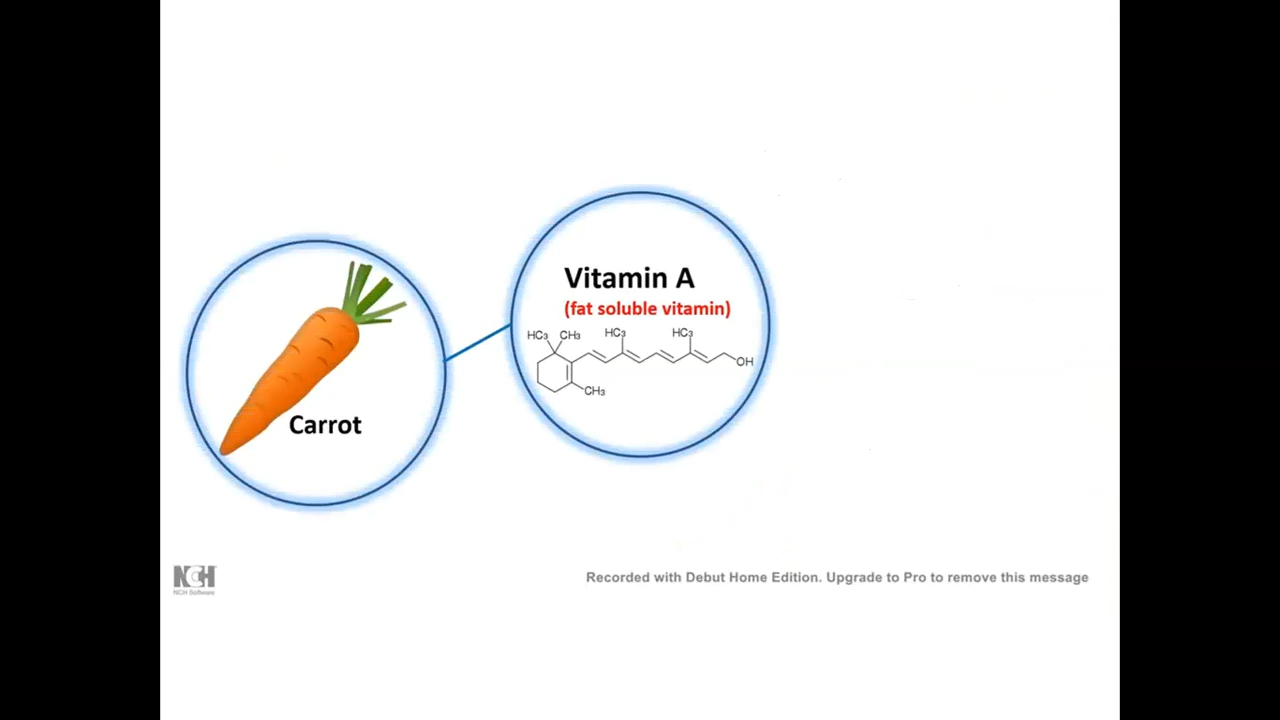 Vitamin A
(fat soluble vitamin)
HC3 CH3 HC3 HC3
OH
CH3
Carrot
NCH
NCH Software
Recorded with Debut Home Edition. Upgrade to Pro to remove this message